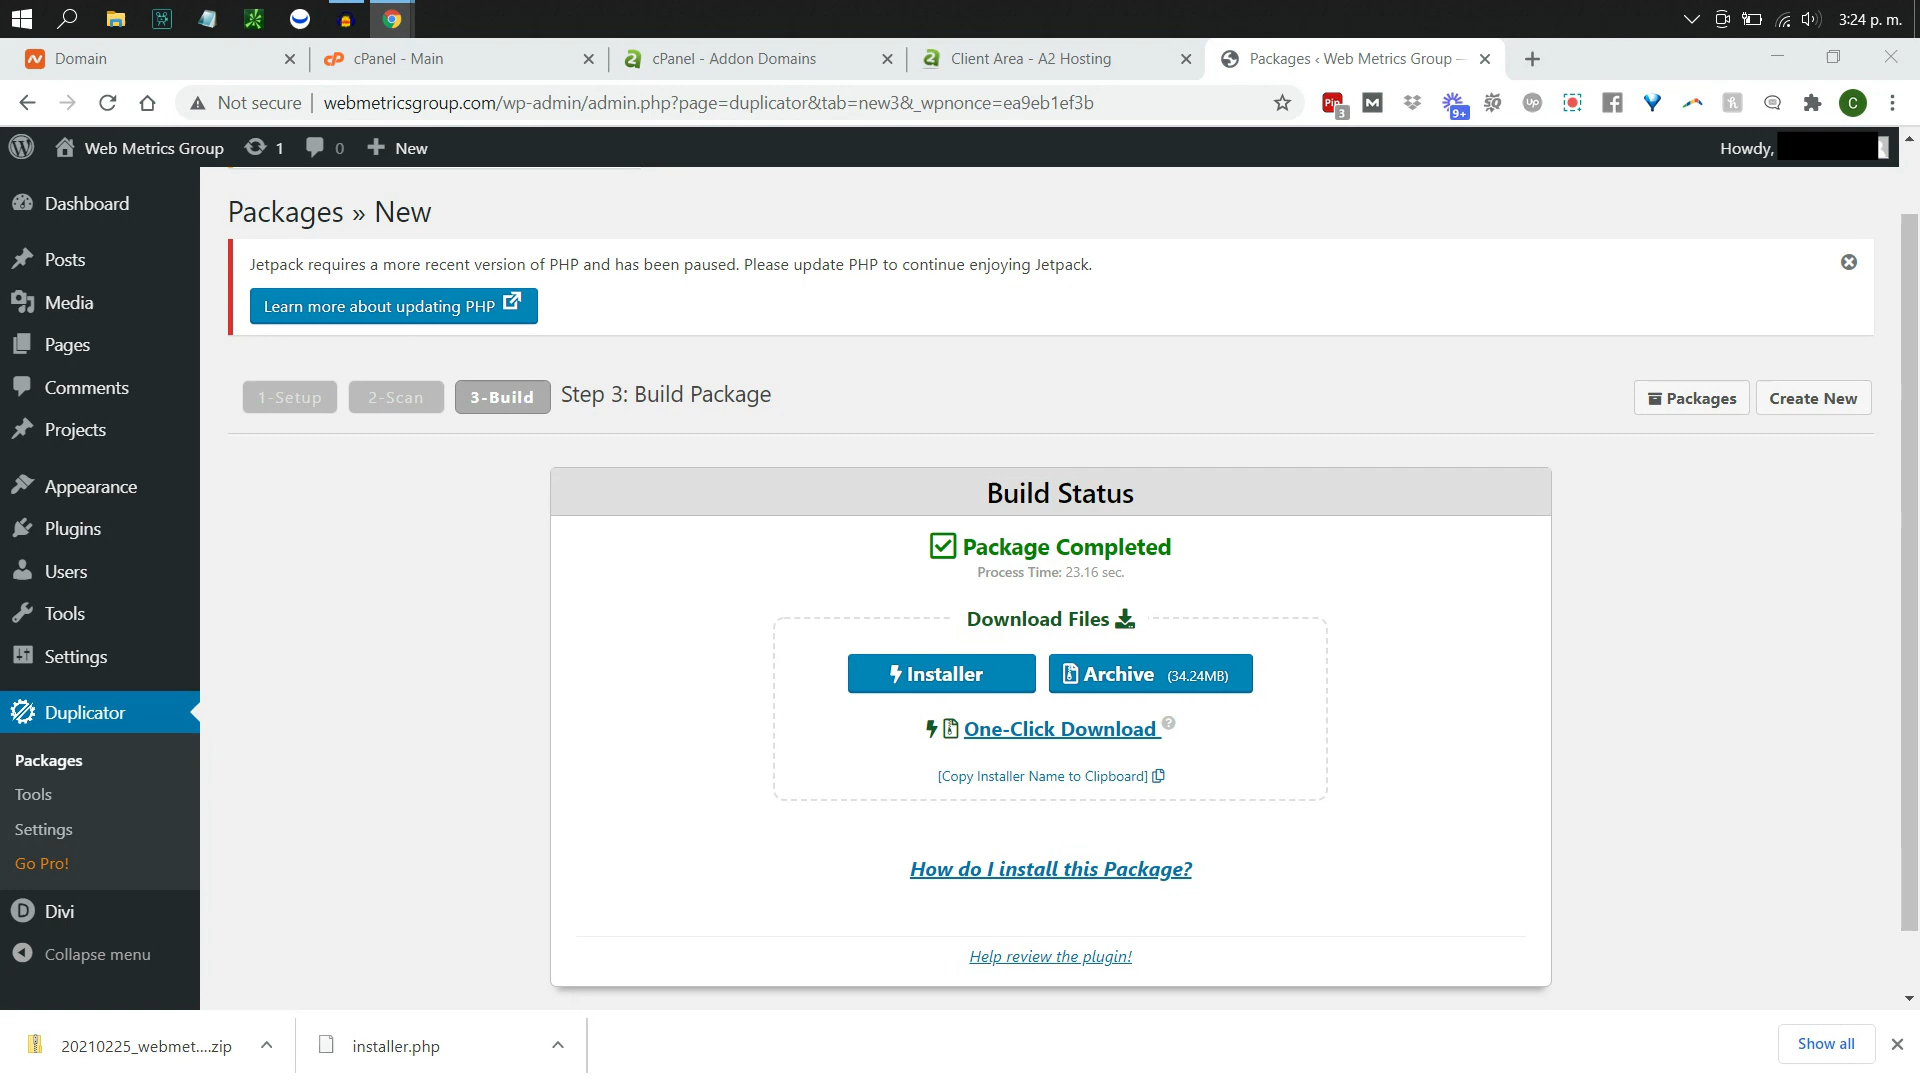 3:24 p. m.
Domain
cPanel - Main
cPanel - Addon Domains
Client Area - A2 Hosting
Packages ‹ Web Metrics Group —
Not secure
webmetricsgroup.com/wp-admin/admin.php?page=duplicator&tab=new3&_wpnonce=ea9eb1ef3b
3
9+
Up
C
Web Metrics Group
1
0
New
Howdy,
Dashboard
Posts
Media
Pages
Comments
Projects
Appearance
Plugins
Users
Tools
Settings
Duplicator
Packages
Tools
Settings
Go Pro!
Divi
Collapse menu
Packages » New
Jetpack requires a more recent version of PHP and has been paused. Please update PHP to continue enjoying Jetpack.
Learn more about updating PHP
1-Setup
2-Scan
3-Build
Step 3: Build Package
Packages
Create New
Build Status
Package Completed
Process Time: 23.16 sec.
Download Files
Installer
Archive (34.24MB)
One-Click Download
[Copy Installer Name to Clipboard]
How do I install this Package?
Help review the plugin!
20210225_webmet....zip
installer.php
Show all